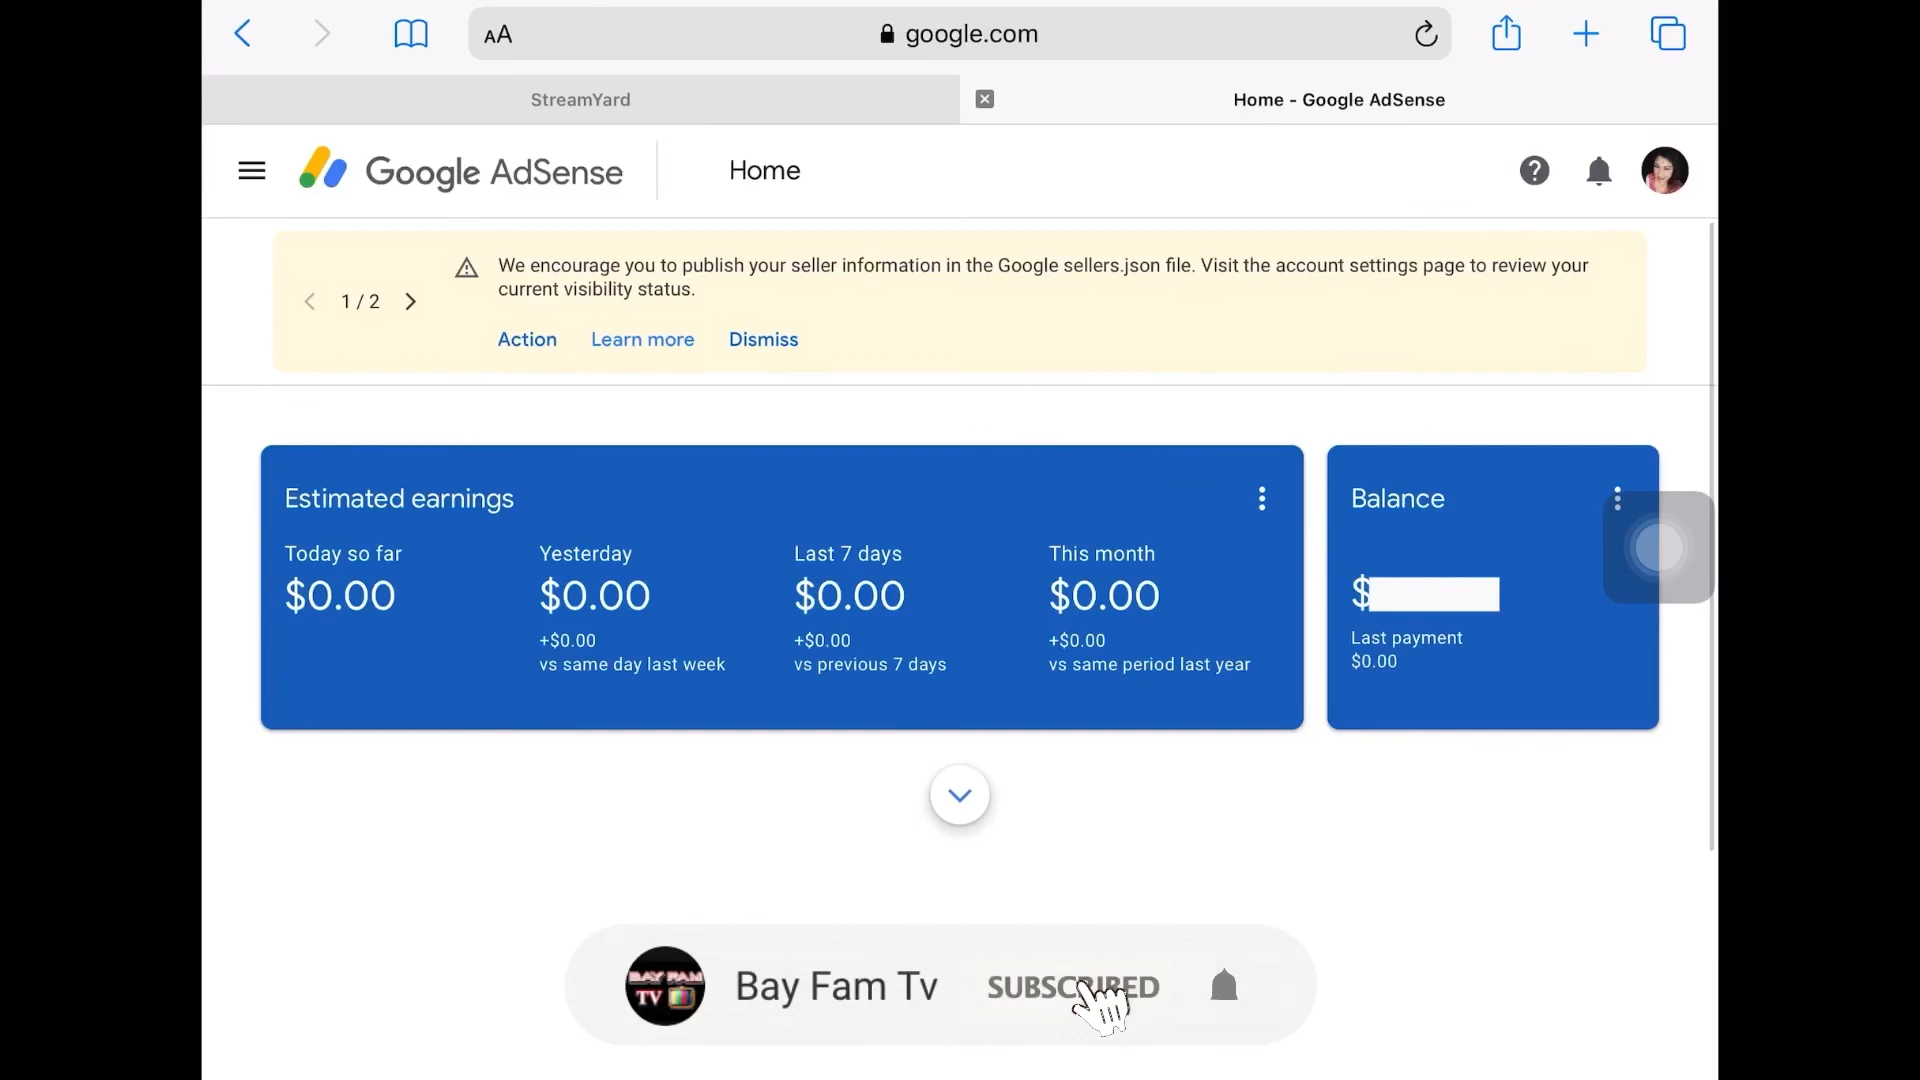 AA
google.com
StreamYard
Home - Google AdSense
Google AdSense
Home
We encourage you to publish your seller information in the Google sellers.json file. Visit the account settings page to review your
current visibility status.
1 / 2
Action
Learn more
Dismiss
Estimated earnings
Today so far
$0.00
Yesterday
$0.00
+$0.00
vs same day last week
Last 7 days
$0.00
+$0.00
vs previous 7 days
This month
$0.00
+$0.00
vs same period last year
Balance
$
Last payment
$0.00
BAY FAM
TV
Bay Fam Tv
SUBSCRIBED